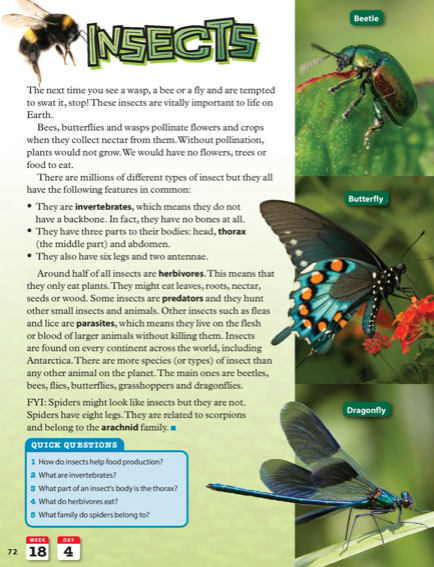 INSECTS
The next time you see a wasp, a bee or a fly and are tempted
to swat it, stop! These insects are vitally important to life on
Earth.
Bees, butterflies and wasps pollinate flowers and crops
when they collect nectar from them. Without pollination,
plants would not grow. We would have no flowers, trees or
food to eat.
There are millions of different types of insect but they all
have the following features in common:
• They are invertebrates, which means they do not
have a backbone. In fact, they have no bones at all.
• They have three parts to their bodies: head, thorax
(the middle part) and abdomen.
• They also have six legs and two antennae.
Around half of all insects are herbivores. This means that
they only eat plants. They might eat leaves, roots, nectar,
seeds or wood. Some insects are predators and they hunt
other small insects and animals. Other insects such as fleas
and lice are parasites, which means they live on the flesh
or blood of larger animals without killing them. Insects
are found on every continent across the world, including
Antarctica. There are more species (or types) of insect than
any other animal on the planet. The main ones are beetles,
bees, flies, butterflies, grasshoppers and dragonflies.
FYI: Spiders might look like insects but they are not.
Spiders have eight legs. They are related to scorpions
and belong to the arachnid family.
QUICK QUESTIONS
1 How do insects help food production?
2 What are invertebrates?
3 What part of an insect's body is the thorax?
4 What do herbivores eat?
5 What family do spiders belong to?
72
WEEK
18
DAY
4
Beetle
Butterfly
Dragonfly